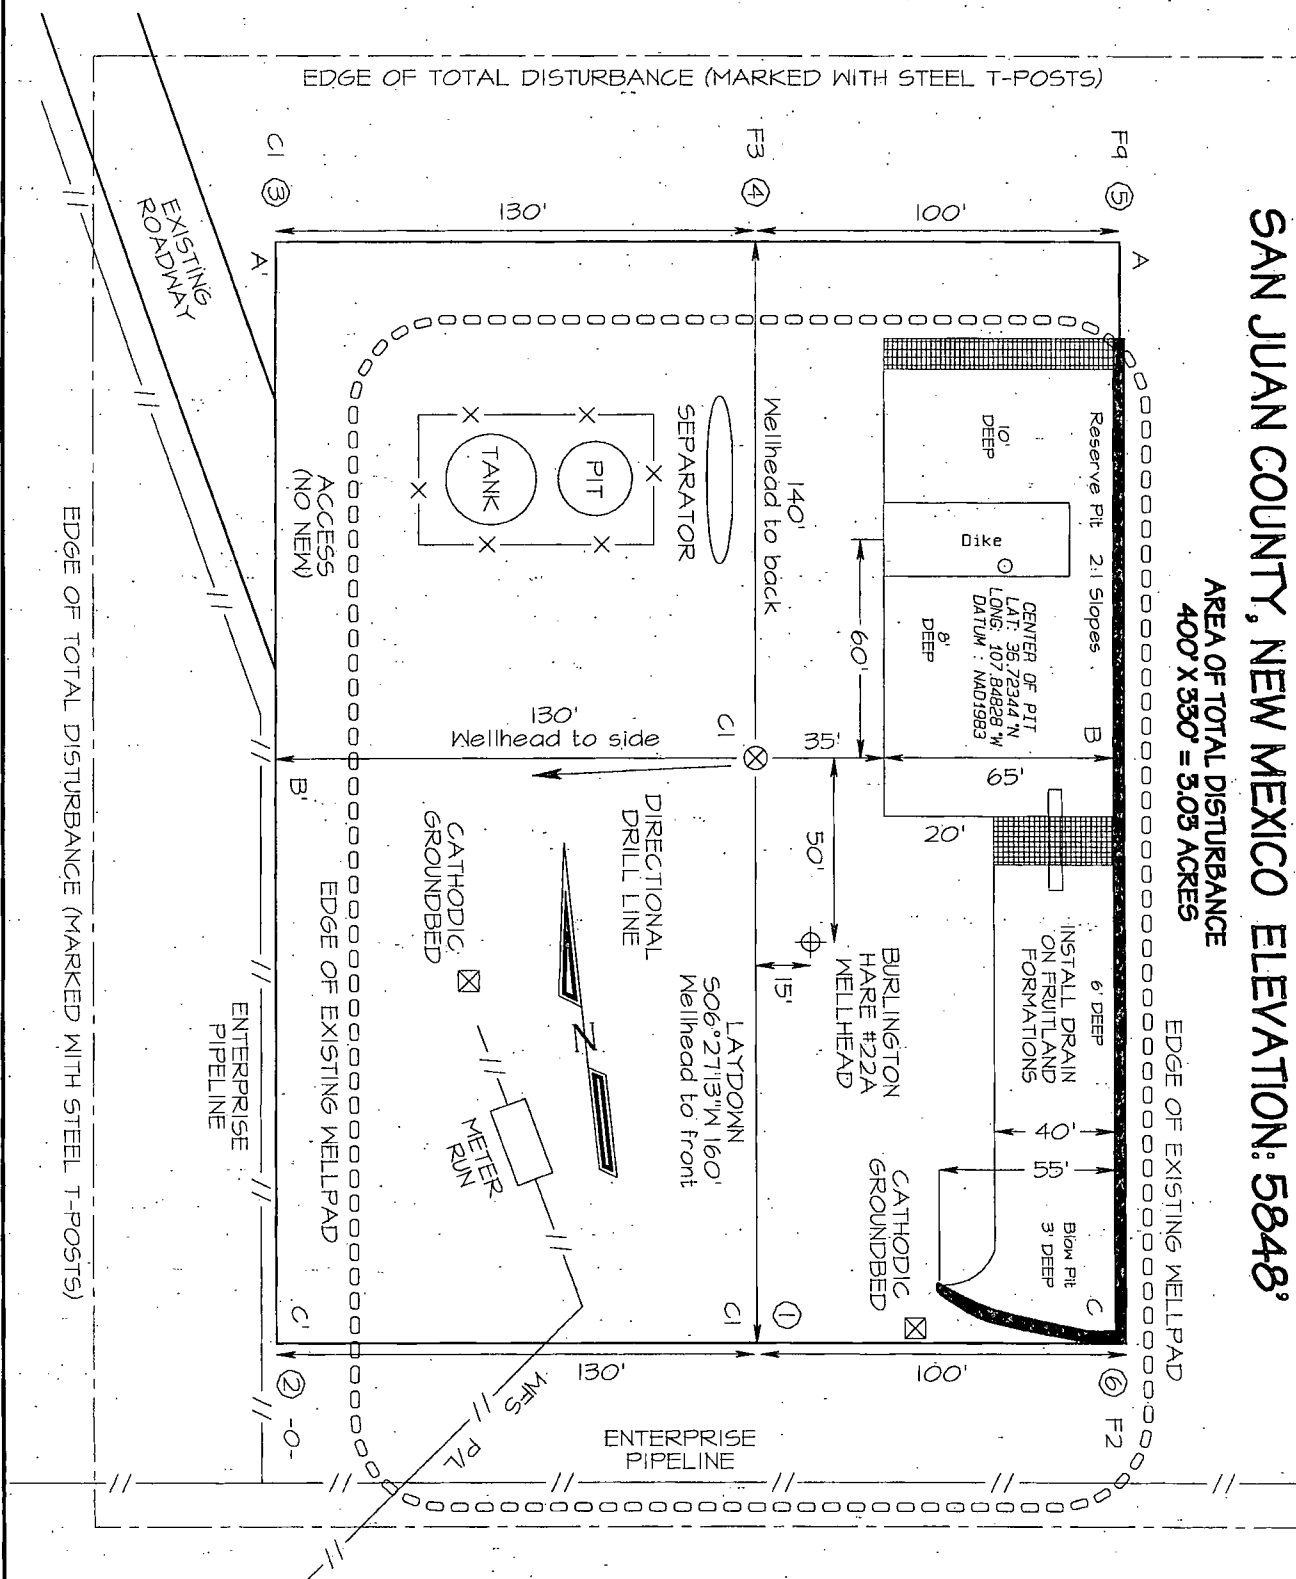 SAN JUAN COUNTY, NEW MEXICO ELEVATION: 5848'
AREA OF TOTAL DISTURBANCE
400' X 330' = 3.03 ACRES
EDGE OF TOTAL DISTURBANCE (MARKED WITH STEEL T-POSTS)
C1 3
F3 4
F9 5
130'
100'
A'
A
EXISTING
ROADWAY
Reserve Pit 2:1 Slopes
10'
DEEP
Dike
CENTER OF PIT
LAT: 36.72344 °N
LONG: 107.84828 °W
DATUM : NAD1983
8'
DEEP
60'
SEPARATOR
PIT
TANK
140'
Wellhead to back
ACCESS
(NO NEW)
130'
Wellhead to side
C1
35'
65'
B
B'
20'
50'
15'
DIRECTIONAL
DRILL LINE
CATHODIC
GROUNDBED
BURLINGTON
HARE #22A
WELLHEAD
6' DEEP
INSTALL DRAIN
ON FRUITLAND
FORMATIONS
EDGE OF EXISTING WELLPAD
N
LAYDOWN
S06°27'13"W 160'
Wellhead to front
40'
55'
Blow Pit
3' DEEP
C
CATHODIC
GROUNDBED
METER
RUN
EDGE OF EXISTING WELLPAD
ENTERPRISE
PIPELINE
EDGE OF TOTAL DISTURBANCE (MARKED WITH STEEL T-POSTS)
C'
C1
1
130'
100'
2 -0-
6 F2
WFS P/L
ENTERPRISE
PIPELINE